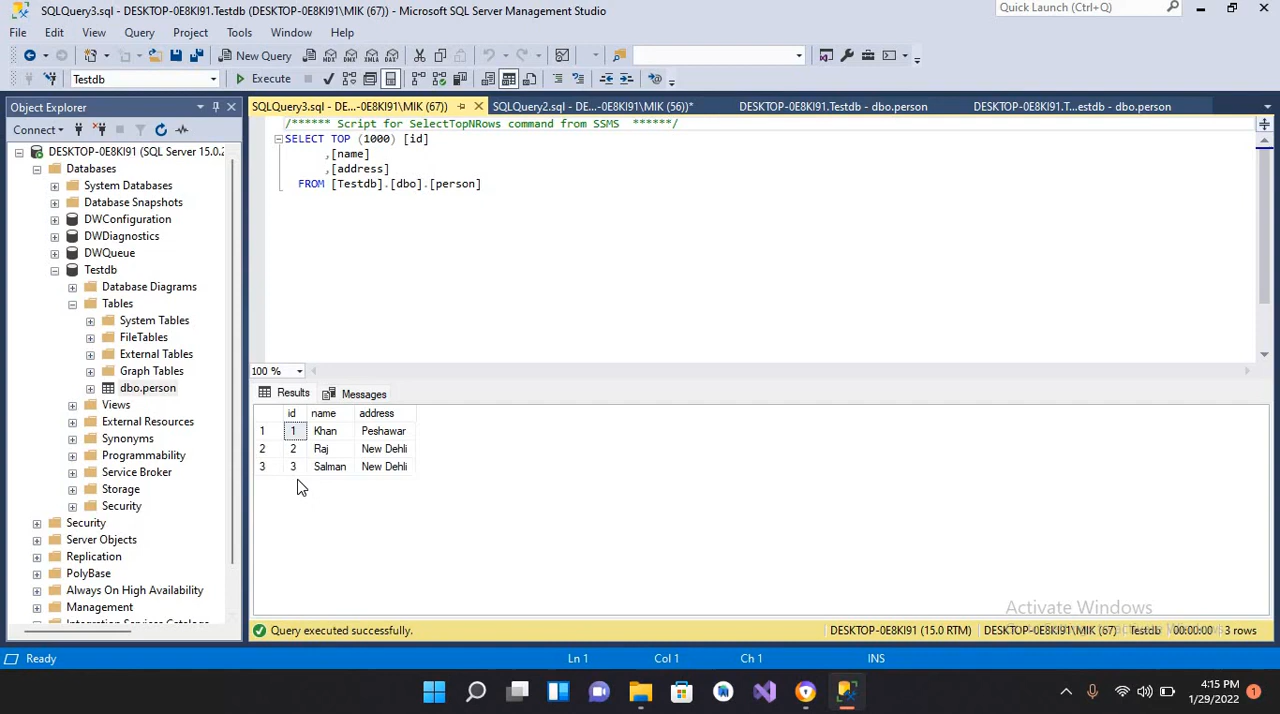 SQLQuery3.sql - DESKTOP-0E8KI91.Testdb (DESKTOP-0E8KI91\MIK (67)) - Microsoft SQL Server Management Studio
Quick Launch (Ctrl+Q)
File Edit View Query Project Tools Window Help
New Query
MDX DMX XMLA DAX
Testdb
Execute
Object Explorer
SQLQuery3.sql - DE...-0E8KI91\MIK (67))
SQLQuery2.sql - DE...-0E8KI91\MIK (56))*
DESKTOP-0E8KI91.Testdb - dbo.person
DESKTOP-0E8KI91.T...estdb - dbo.person
Connect
DESKTOP-0E8KI91 (SQL Server 15.0.2
Databases
System Databases
Database Snapshots
DWConfiguration
DWDiagnostics
DWQueue
Testdb
Database Diagrams
Tables
System Tables
FileTables
External Tables
Graph Tables
dbo.person
Views
External Resources
Synonyms
Programmability
Service Broker
Storage
Security
Security
Server Objects
Replication
PolyBase
Always On High Availability
Management
Integration Services Catalogs
/****** Script for SelectTopNRows command from SSMS  ******/
SELECT TOP (1000) [id]
,[name]
,[address]
FROM [Testdb].[dbo].[person]
100 %
Results
Messages
id name address
1 1 Khan Peshawar
2 2 Raj New Dehli
3 3 Salman New Dehli
Activate Windows
Query executed successfully.
DESKTOP-0E8KI91 (15.0 RTM)
DESKTOP-0E8KI91\MIK (67)
Testdb
00:00:00
3 rows
Ready
Ln 1
Col 1
Ch 1
INS
4:15 PM
1/29/2022
1